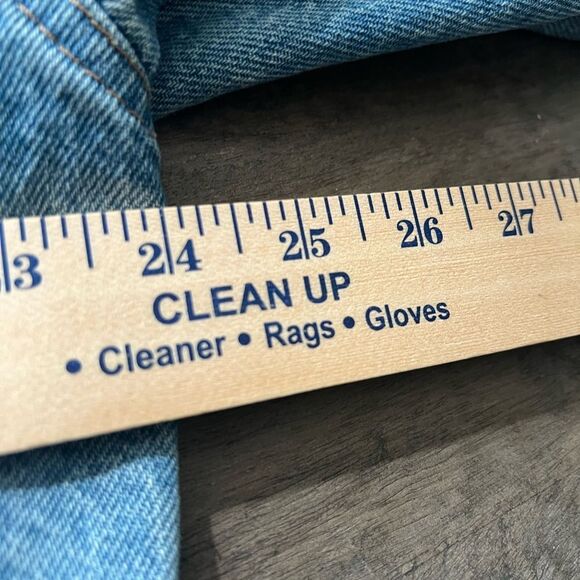 3 24 25 26 27
CLEAN UP
• Cleaner • Rags • Gloves